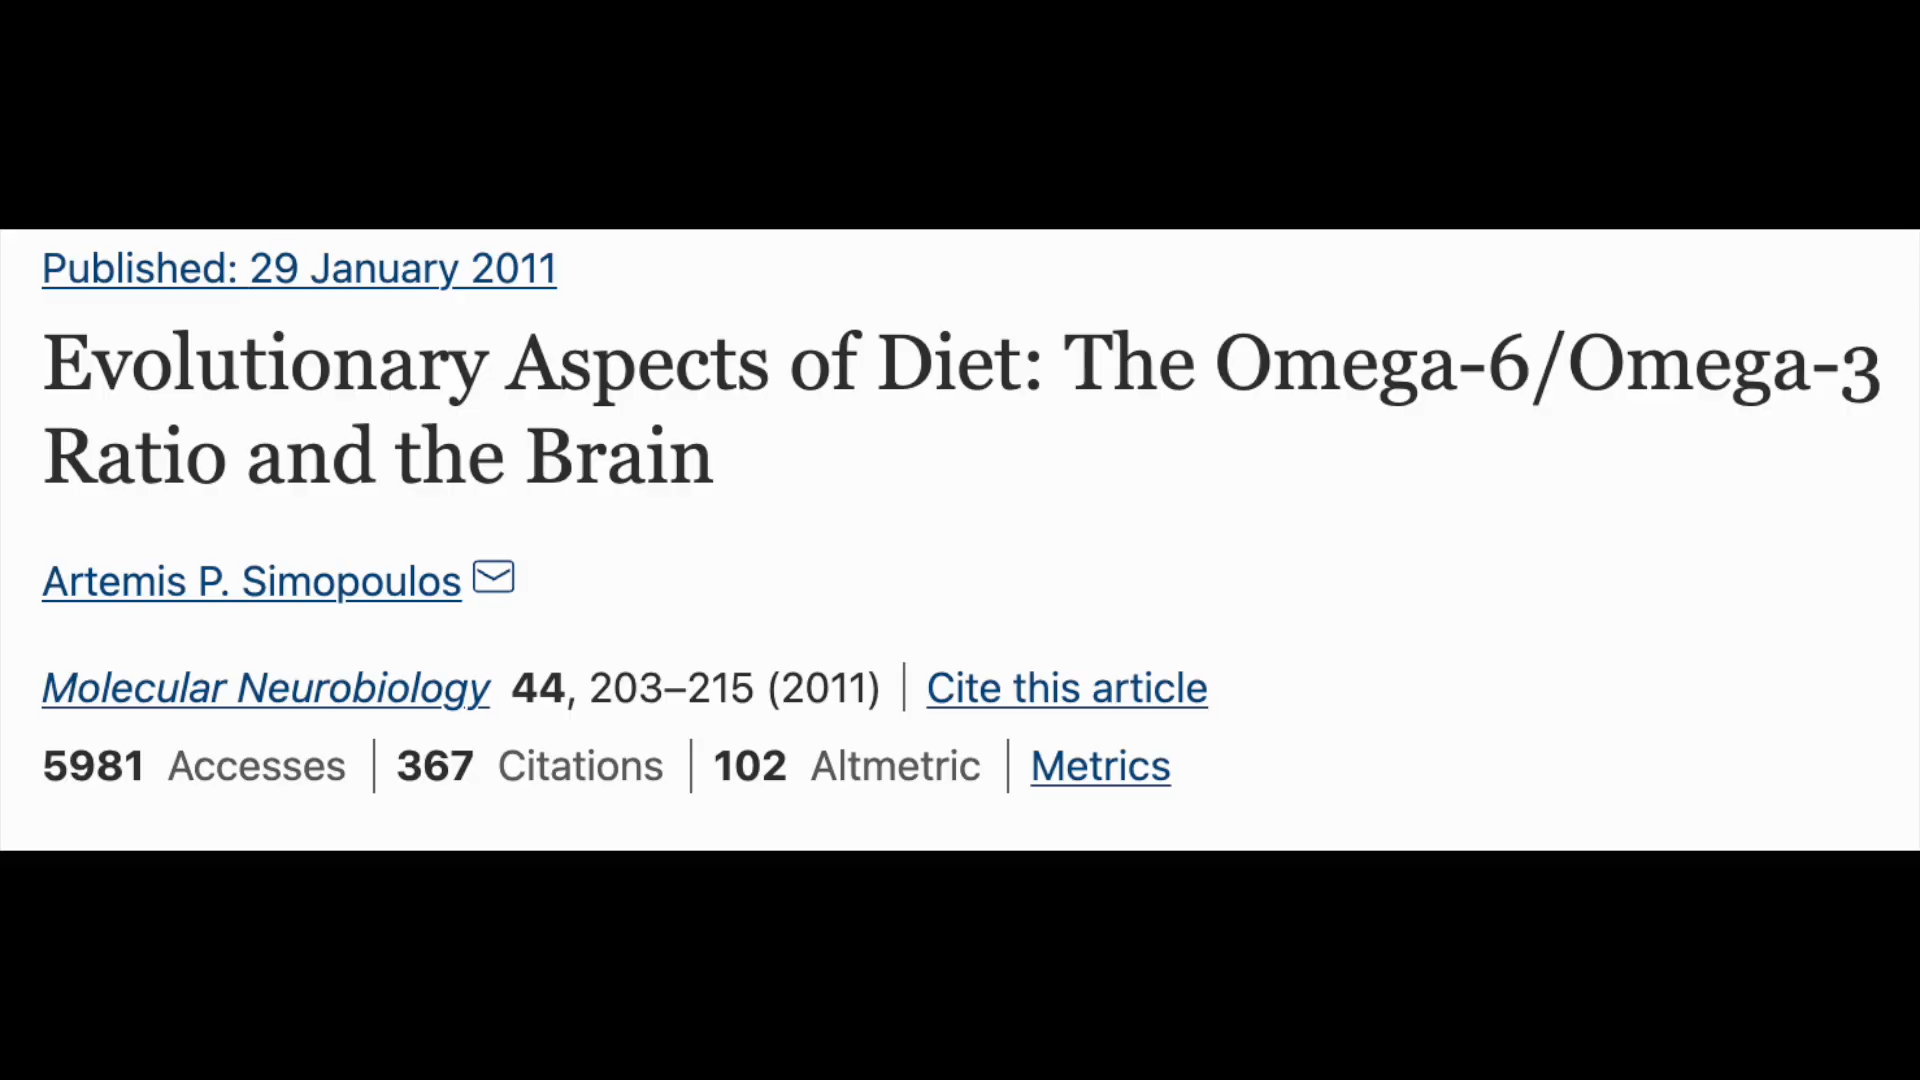 Published: 29 January 2011
Evolutionary Aspects of Diet: The Omega-6/Omega-3
Ratio and the Brain
Artemis P. Simopoulos
Molecular Neurobiology 44, 203–215 (2011) | Cite this article
5981 Accesses | 367 Citations | 102 Altmetric | Metrics